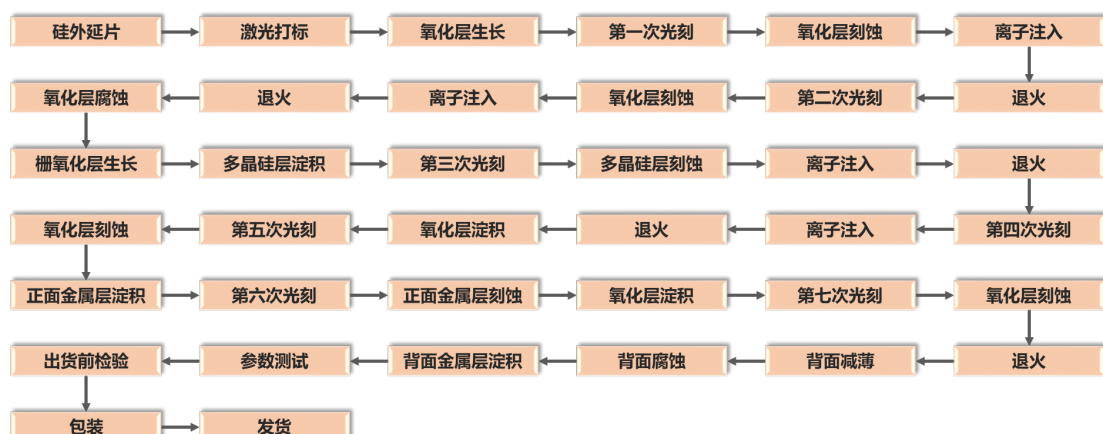 硅外延片
激光打标
氧化层生长
第一次光刻
氧化层刻蚀
离子注入
退火
第二次光刻
氧化层刻蚀
离子注入
退火
氧化层腐蚀
栅氧化层生长
多晶硅层淀积
第三次光刻
多晶硅层刻蚀
离子注入
退火
第四次光刻
离子注入
退火
氧化层淀积
第五次光刻
氧化层刻蚀
正面金属层淀积
第六次光刻
正面金属层刻蚀
氧化层淀积
第七次光刻
氧化层刻蚀
退火
背面减薄
背面腐蚀
背面金属层淀积
参数测试
出货前检验
包装
发货